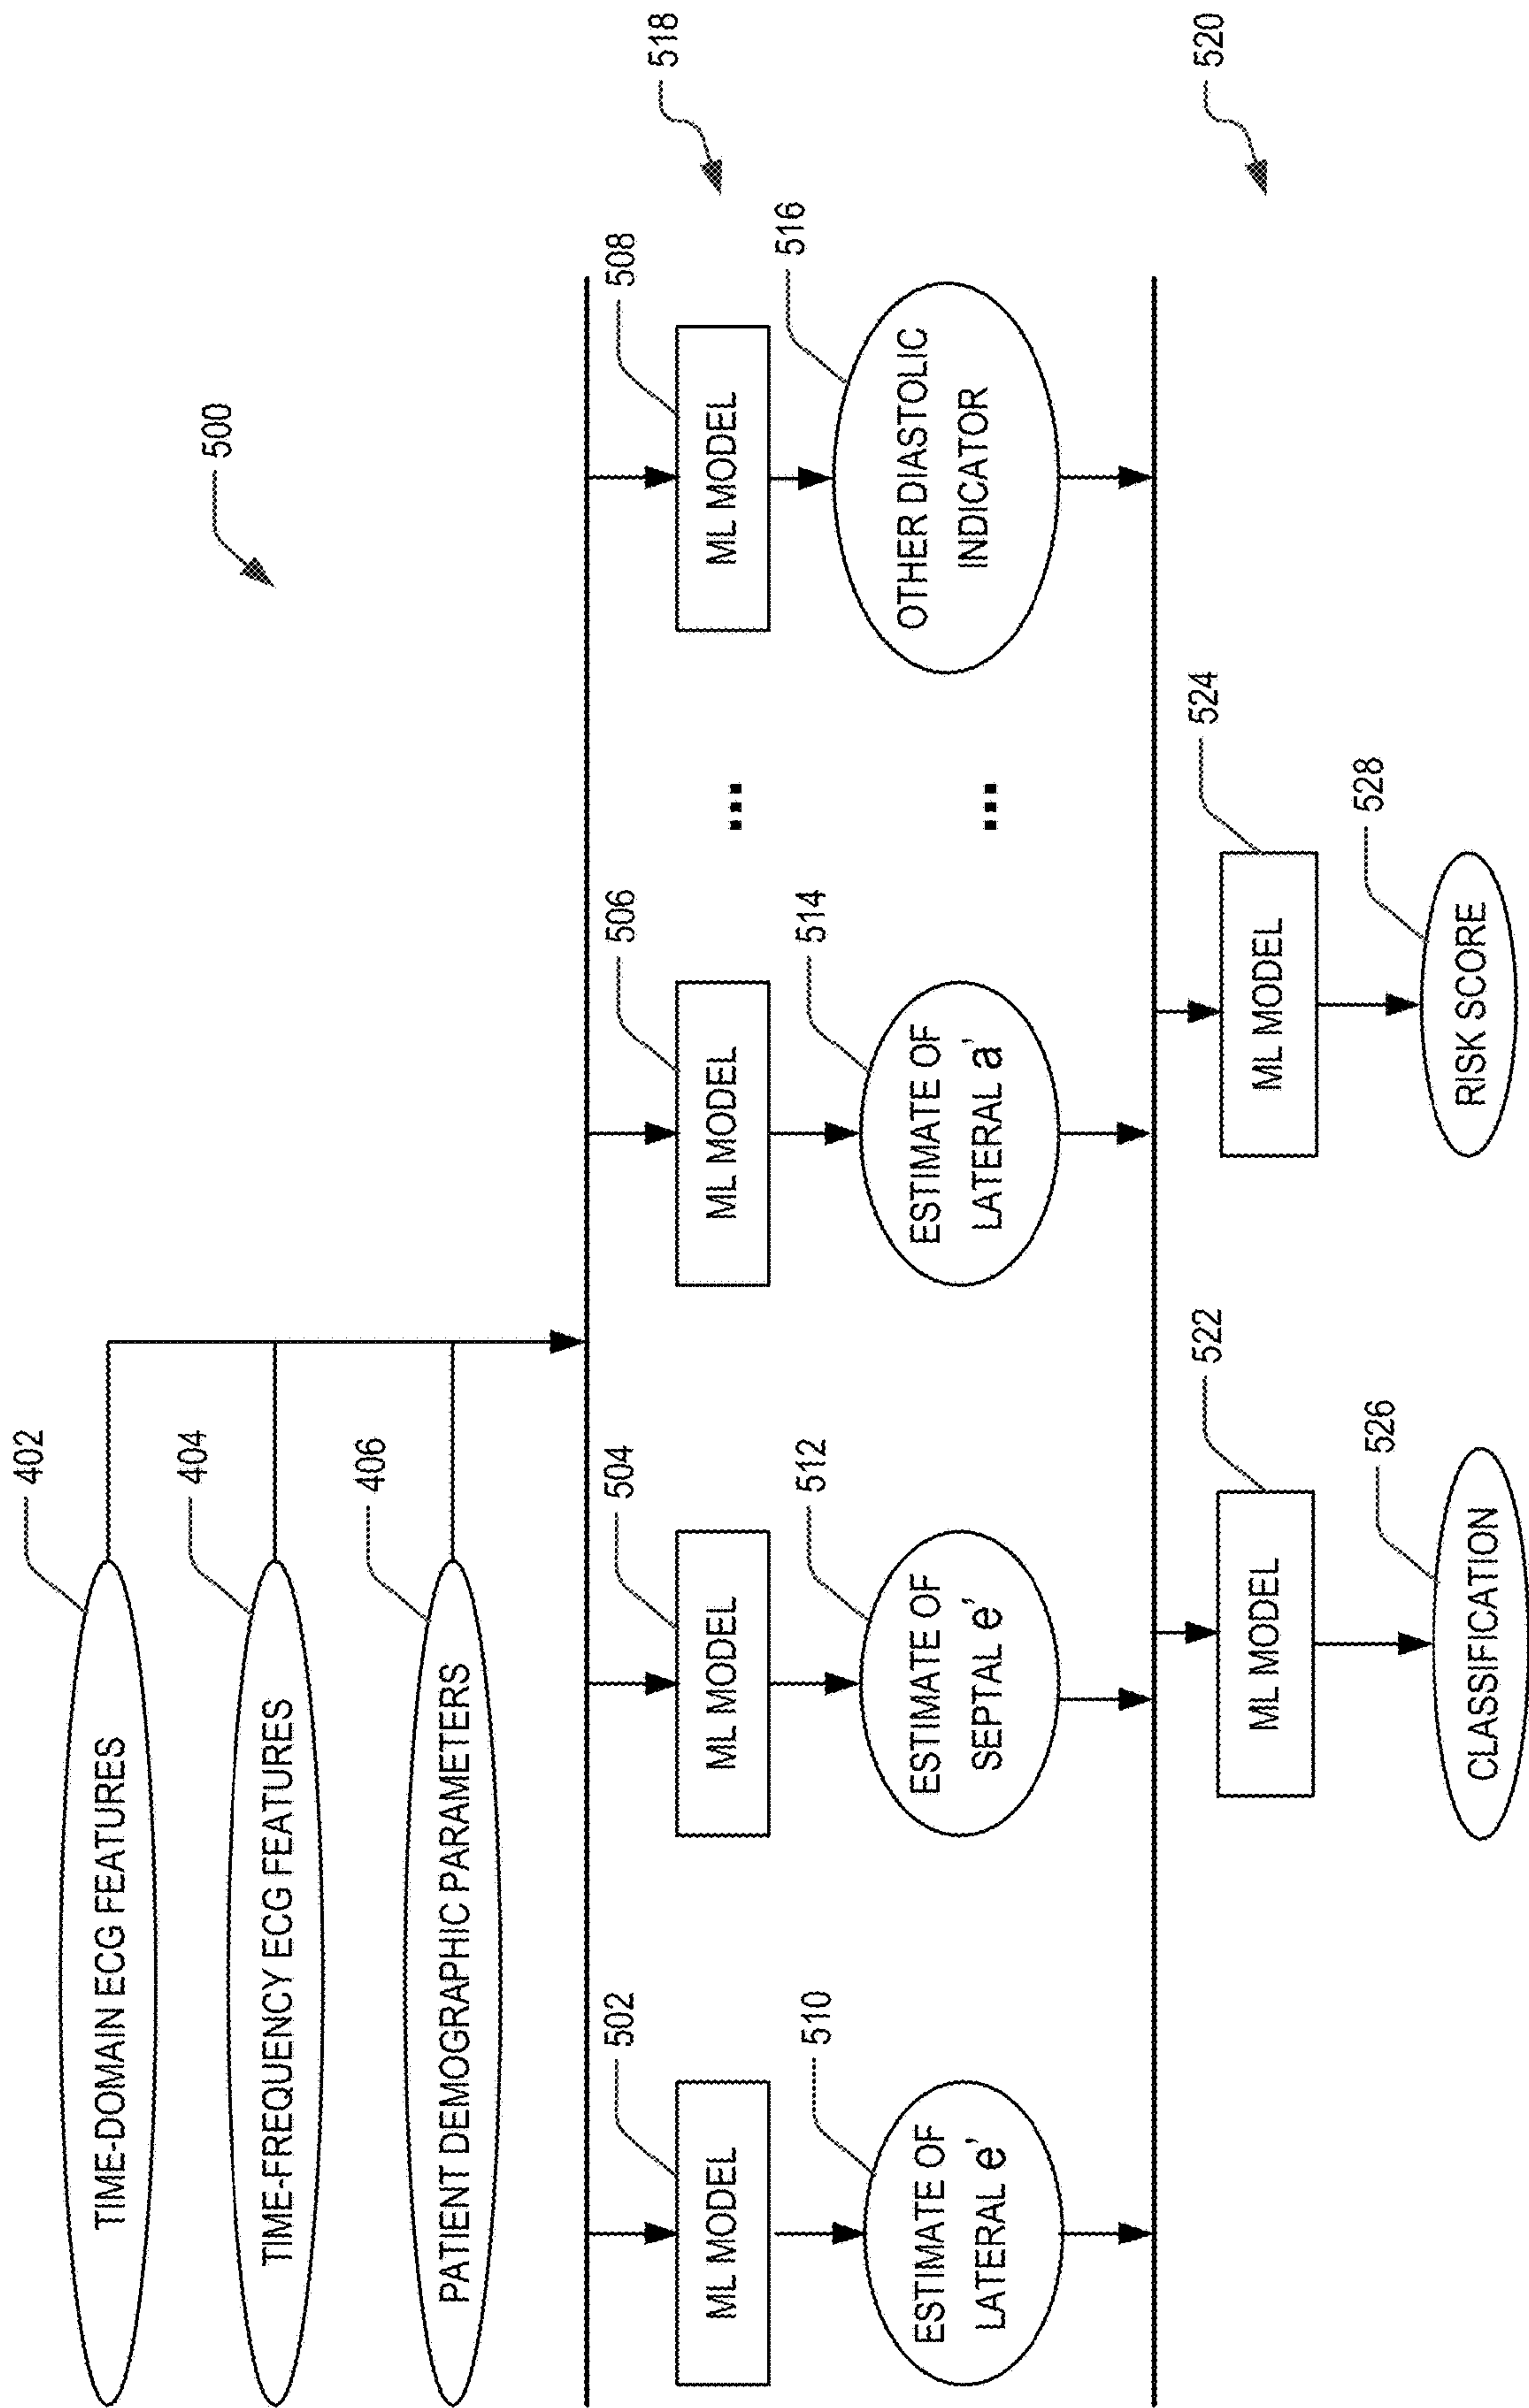 500
TIME-DOMAIN ECG FEATURES
402
TIME-FREQUENCY ECG FEATURES
404
PATIENT DEMOGRAPHIC PARAMETERS
406
518
502
504
506
508
ML MODEL
ML MODEL
ML MODEL
...
ML MODEL
510
512
514
516
ESTIMATE OF
LATERAL e'
ESTIMATE OF
SEPTAL e'
ESTIMATE OF
LATERAL a'
...
OTHER DIASTOLIC
INDICATOR
520
522
524
ML MODEL
ML MODEL
526
528
CLASSIFICATION
RISK SCORE